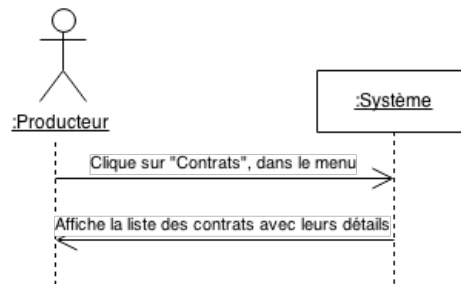 :Producteur
:Système
Clique sur "Contrats", dans le menu
Affiche la liste des contrats avec leurs détails